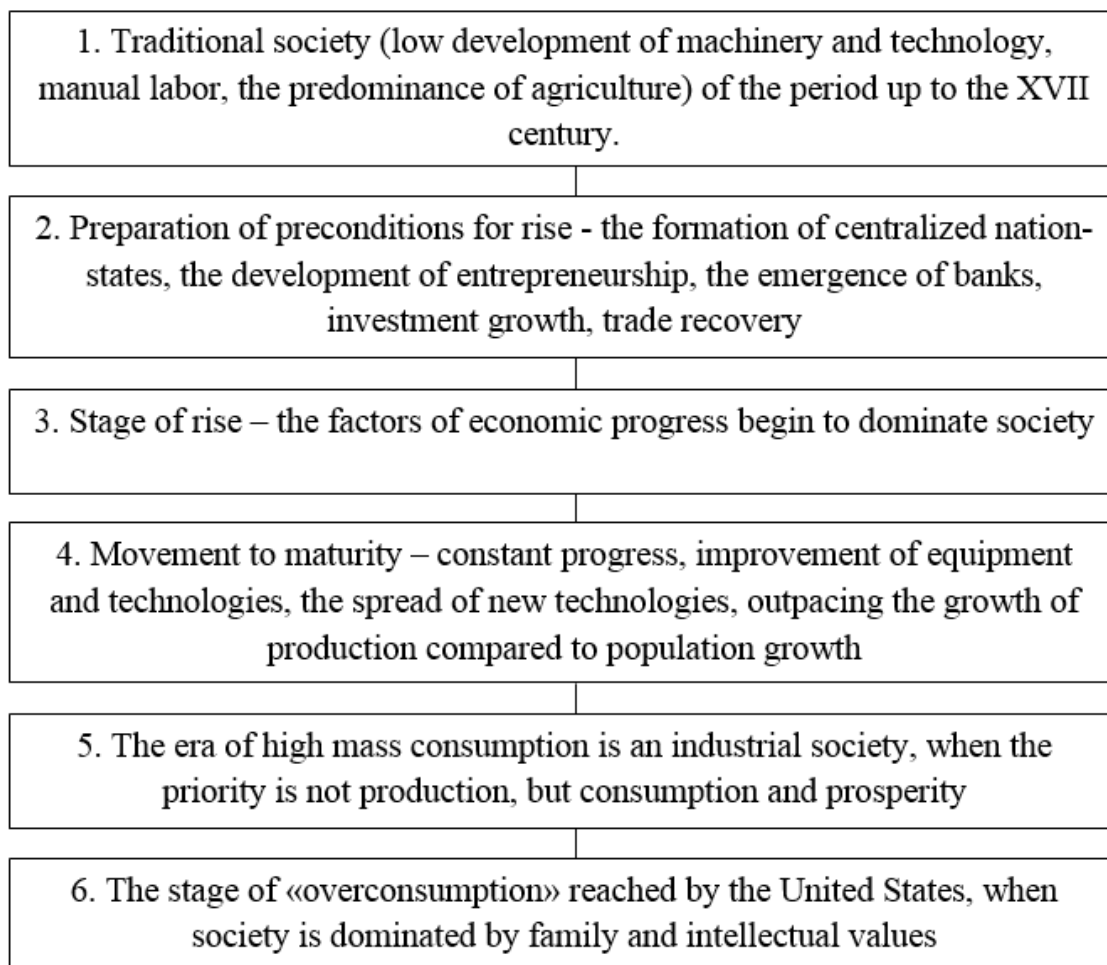 1. Traditional society (low development of machinery and technology,
manual labor, the predominance of agriculture) of the period up to the XVII
century.
2. Preparation of preconditions for rise - the formation of centralized nation-
states, the development of entrepreneurship, the emergence of banks,
investment growth, trade recovery
3. Stage of rise – the factors of economic progress begin to dominate society
4. Movement to maturity – constant progress, improvement of equipment
and technologies, the spread of new technologies, outpacing the growth of
production compared to population growth
5. The era of high mass consumption is an industrial society, when the
priority is not production, but consumption and prosperity
6. The stage of «overconsumption» reached by the United States, when
society is dominated by family and intellectual values